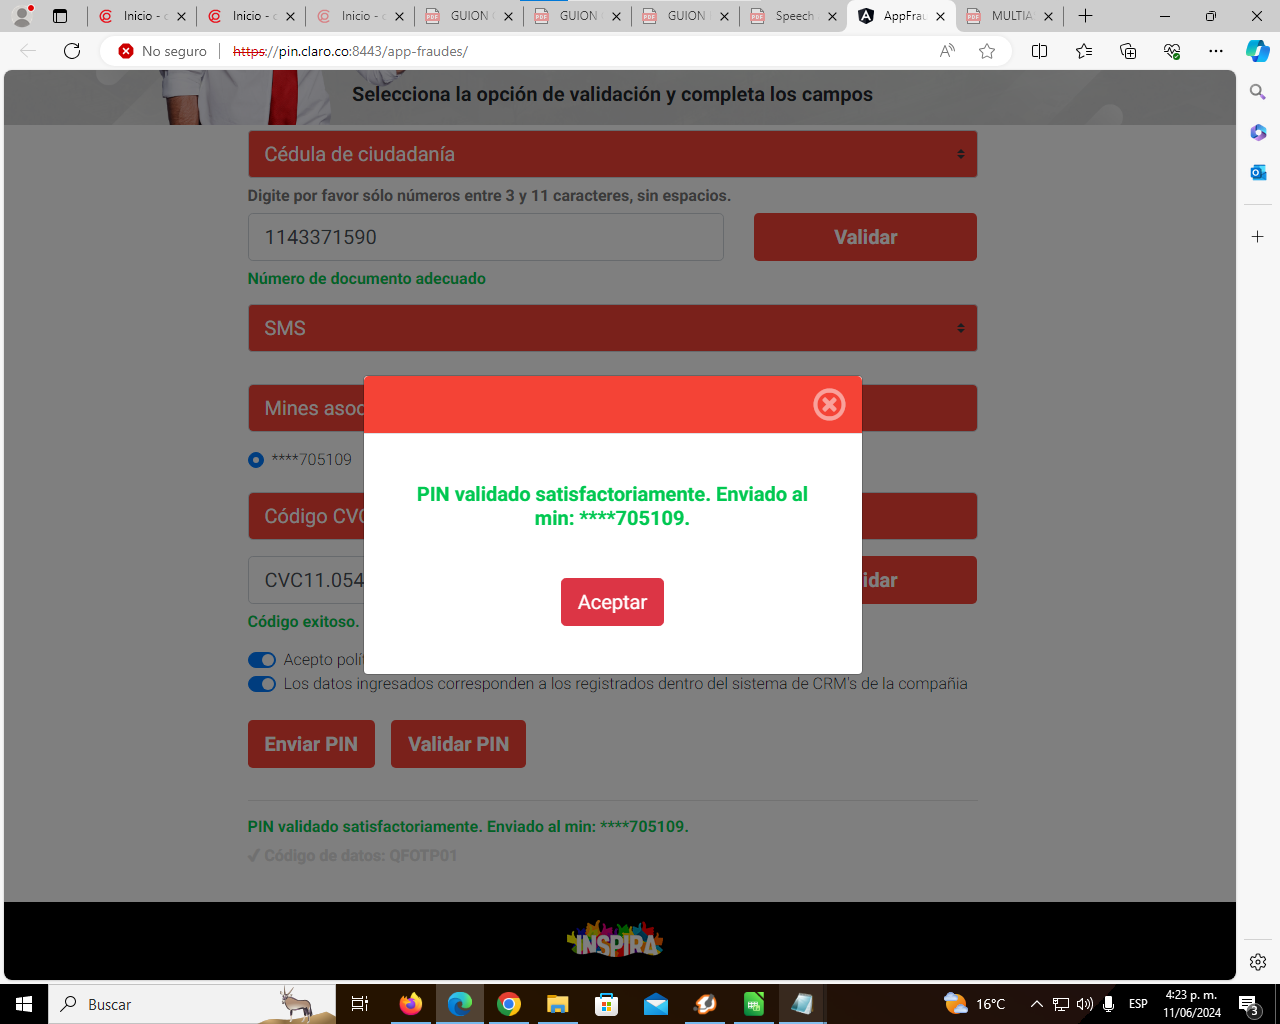 Inicio - c
Inicio - c
Inicio - c
GUION
GUION
GUION
Speech
AppFrau
MULTIA
No seguro
https://pin.claro.co:8443/app-fraudes/
Selecciona la opción de validación y completa los campos
Cédula de ciudadanía
Digite por favor sólo números entre 3 y 11 caracteres, sin espacios.
1143371590
Validar
Número de documento adecuado
SMS
Mines asoc
****705109
PIN validado satisfactoriamente. Enviado al
min: ****705109.
Aceptar
Código CVC
CVC11.054
idar
Código exitoso.
Acepto polít
Los datos ingresados corresponden a los registrados dentro del sistema de CRM's de la compañia
Enviar PIN
Validar PIN
PIN validado satisfactoriamente. Enviado al min: ****705109.
✓ Código de datos: QFOTP01
INSPIRA
Buscar
16°C
ESP
4:23 p. m.
11/06/2024
3